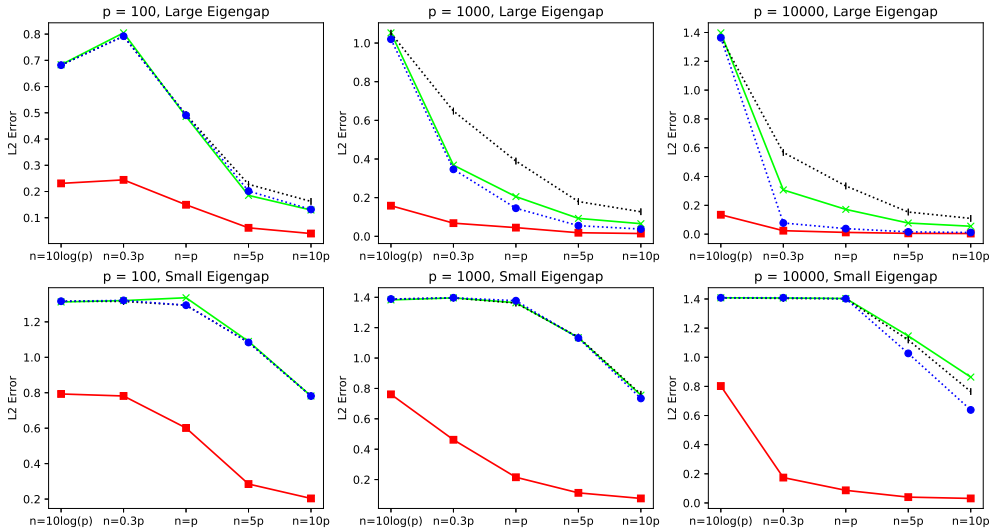 p = 100, Large Eigengap
L2 Error
0.8
0.7
0.6
0.5
0.4
0.3
0.2
0.1
n=10log(p) n=0.3p n=p n=5p n=10p
p = 1000, Large Eigengap
L2 Error
1.0
0.8
0.6
0.4
0.2
0.0
n=10log(p) n=0.3p n=p n=5p n=10p
p = 10000, Large Eigengap
L2 Error
1.4
1.2
1.0
0.8
0.6
0.4
0.2
0.0
n=10log(p) n=0.3p n=p n=5p n=10p
p = 100, Small Eigengap
L2 Error
1.2
1.0
0.8
0.6
0.4
0.2
n=10log(p) n=0.3p n=p n=5p n=10p
p = 1000, Small Eigengap
L2 Error
1.4
1.2
1.0
0.8
0.6
0.4
0.2
0.0
n=10log(p) n=0.3p n=p n=5p n=10p
p = 10000, Small Eigengap
L2 Error
1.4
1.2
1.0
0.8
0.6
0.4
0.2
0.0
n=10log(p) n=0.3p n=p n=5p n=10p